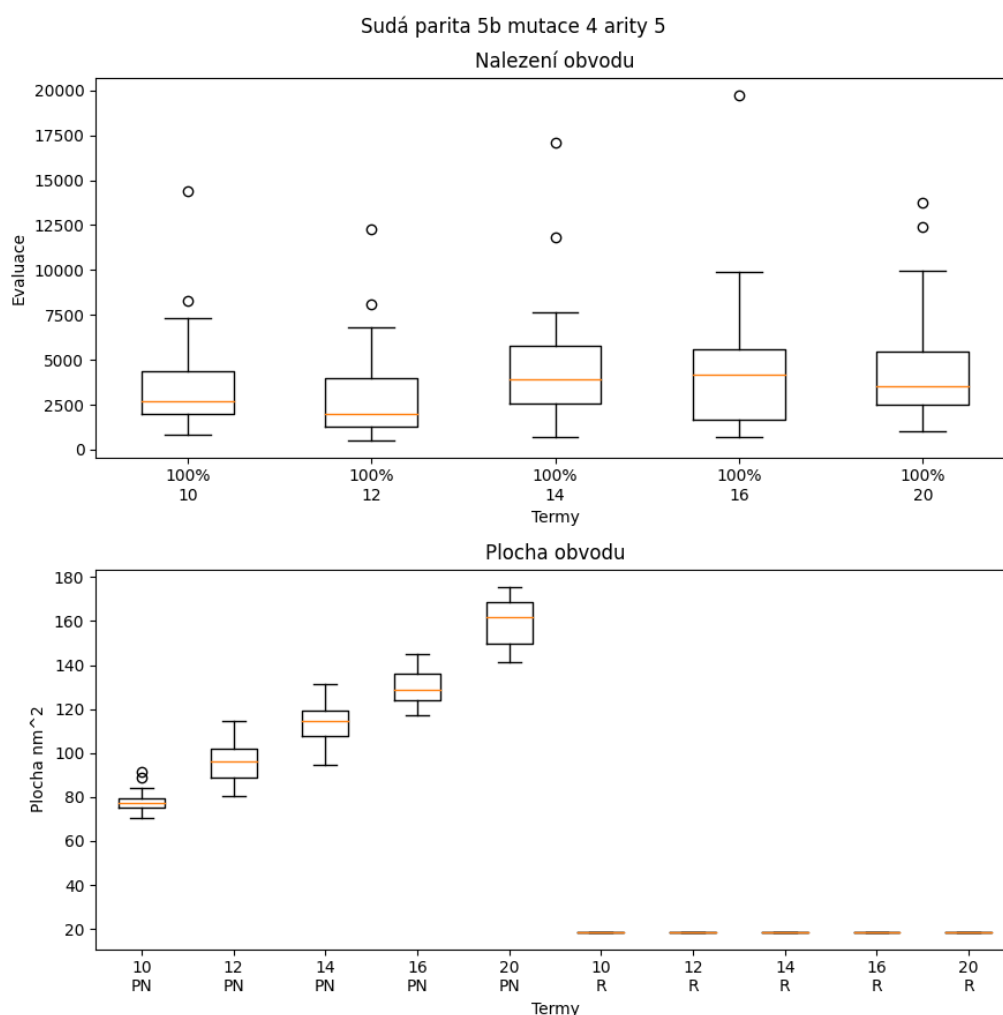 Sudá parita 5b mutace 4 arity 5
Nalezení obvodu
20000
17500
15000
12500
10000
7500
5000
2500
0
Evaluace
100% 100% 100% 100% 100%
10 12 14 16 20
Termy
Plocha obvodu
180
160
140
120
100
80
60
40
20
Plocha nm^2
10 12 14 16 20 10 12 14 16 20
PN PN PN PN PN R R R R R
Termy